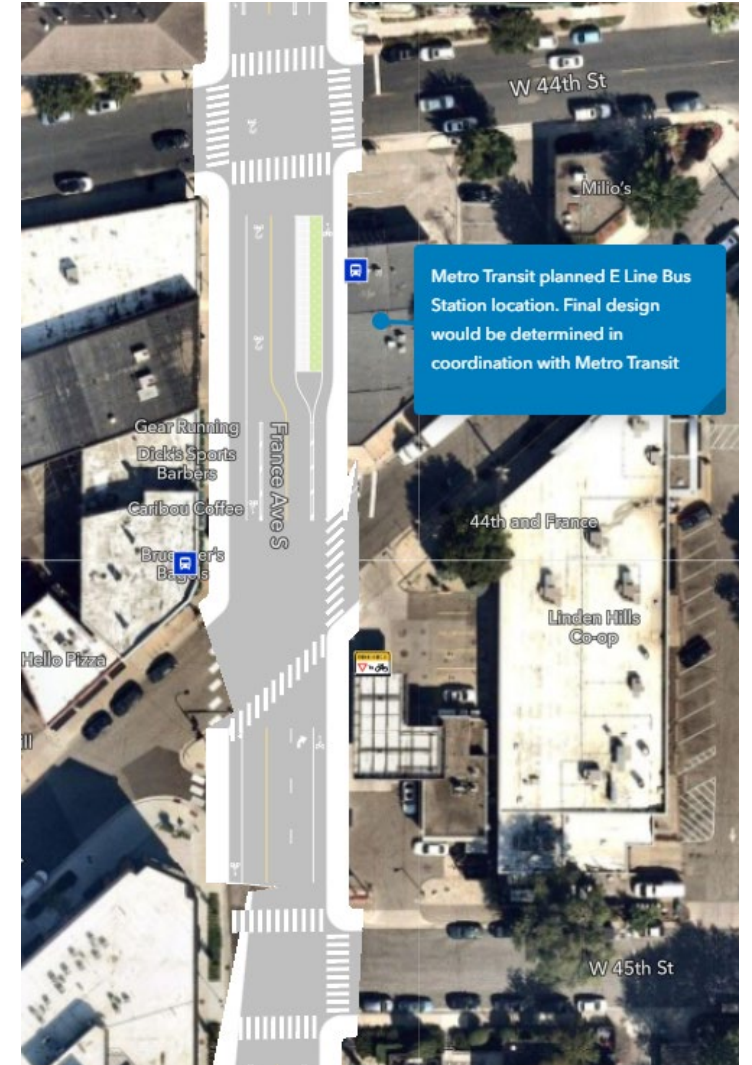 W 44th St
Milio's
Metro Transit planned E Line Bus
Station location. Final design
would be determined in
coordination with Metro Transit
Gear Running
Dick's Sports
Barbers
France Ave S
Caribou Coffee
44th and France
Linden Hills
Co-op
Hello Pizza
W 45th St